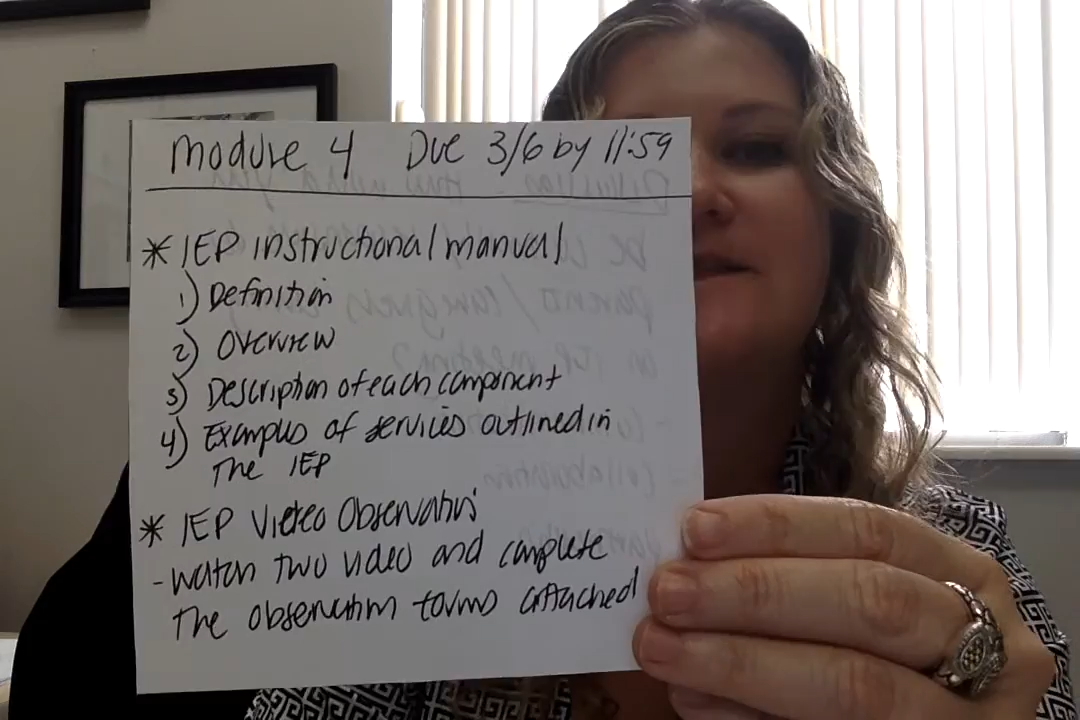 Module 4 Due 3/6 by 11:59
* IEP instructional manual
1) Definition
2) Overview
3) Description of each component
4) Examples of services outlined in
The IEP
* IEP Video Observation
- watch two video and complete
The observation forms attached